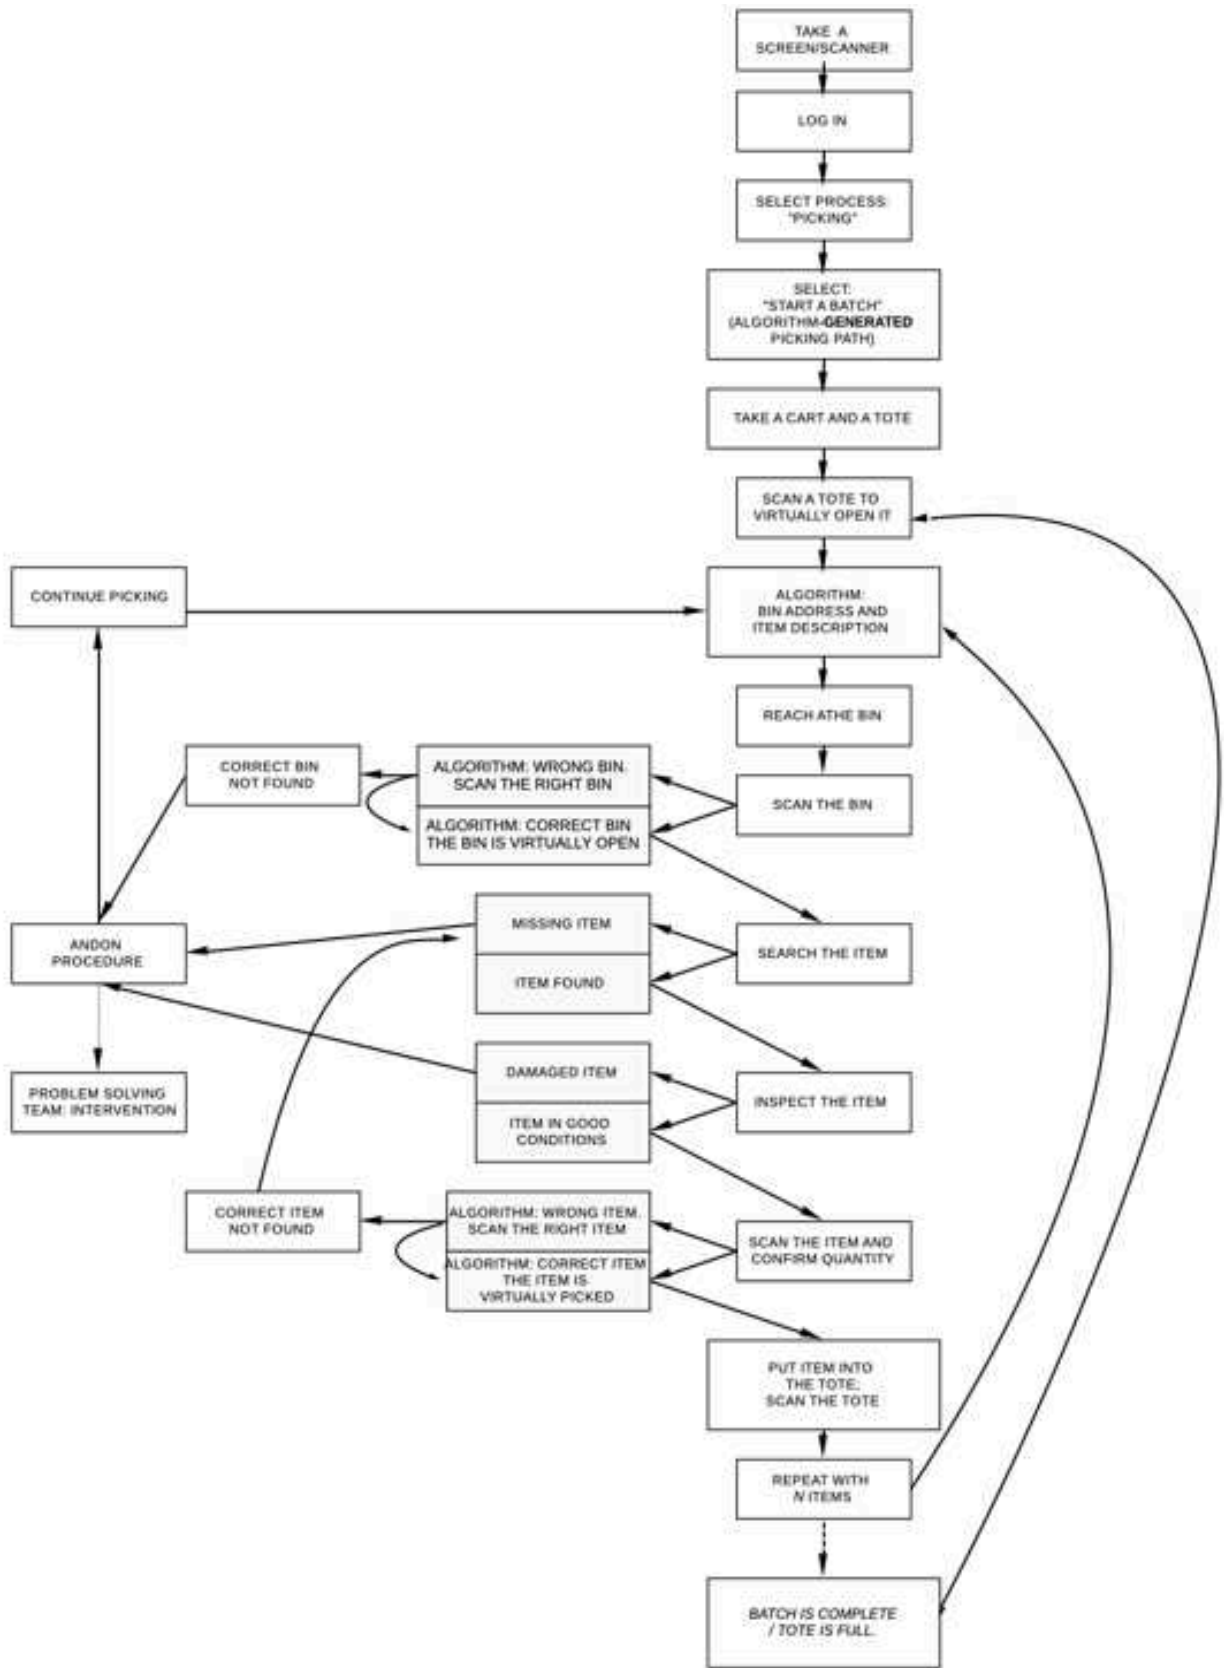 TAKE A
SCREEN/SCANNER
LOG IN
SELECT PROCESS:
"PICKING"
SELECT:
"START A BATCH"
(ALGORITHM-GENERATED
PICKING PATH)
TAKE A CART AND A TOTE
SCAN A TOTE TO
VIRTUALLY OPEN IT
CONTINUE PICKING
ALGORITHM:
BIN ADDRESS AND
ITEM DESCRIPTION
REACH ATHE BIN
CORRECT BIN
NOT FOUND
ALGORITHM: WRONG BIN.
SCAN THE RIGHT BIN
SCAN THE BIN
ALGORITHM: CORRECT BIN
THE BIN IS VIRTUALLY OPEN
MISSING ITEM
ANDON
PROCEDURE
SEARCH THE ITEM
ITEM FOUND
DAMAGED ITEM
PROBLEM SOLVING
TEAM: INTERVENTION
INSPECT THE ITEM
ITEM IN GOOD
CONDITIONS
CORRECT ITEM
NOT FOUND
ALGORITHM: WRONG ITEM.
SCAN THE RIGHT ITEM
SCAN THE ITEM AND
CONFIRM QUANTITY
ALGORITHM: CORRECT ITEM
THE ITEM IS
VIRTUALLY PICKED
PUT ITEM INTO
THE TOTE;
SCAN THE TOTE
REPEAT WITH
N ITEMS
BATCH IS COMPLETE
/ TOTE IS FULL.